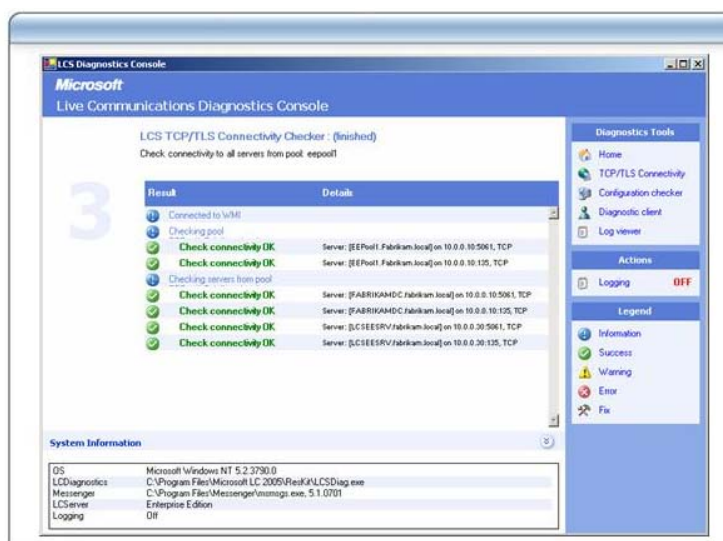 LCS Diagnostics Console
Microsoft
Live Communications Diagnostics Console
LCS TCP/TLS Connectivity Checker : (finished)
Check connectivity to all servers from pool: eepool1
3
Result Details
Connected to WMI
Checking pool
Check connectivity OK Server: [EEPool1.Fabrikam.local] on 10.0.0.10:5061, TCP
Check connectivity OK Server: [EEPool1.Fabrikam.local] on 10.0.0.10:135, TCP
Checking servers from pool
Check connectivity OK Server: [FABRIKAMDC.fabrikam.local] on 10.0.0.10:5061, TCP
Check connectivity OK Server: [FABRIKAMDC.fabrikam.local] on 10.0.0.10:135, TCP
Check connectivity OK Server: [LCSEESRV.fabrikam.local] on 10.0.0.30:5061, TCP
Check connectivity OK Server: [LCSEESRV.fabrikam.local] on 10.0.0.30:135, TCP
Diagnostics Tools
Home
TCP/TLS Connectivity
Configuration checker
Diagnostic client
Log viewer
Actions
Logging OFF
Legend
Information
Success
Warning
Error
Fix
System Information
OS Microsoft Windows NT 5.2.3790.0
LCDiagnostics C:\Program Files\Microsoft LC 2005\ResKit\LCSDiag.exe
Messenger C:\Program Files\Messenger\msmsgs.exe, 5.1.0701
LCServer Enterprise Edition
Logging Off